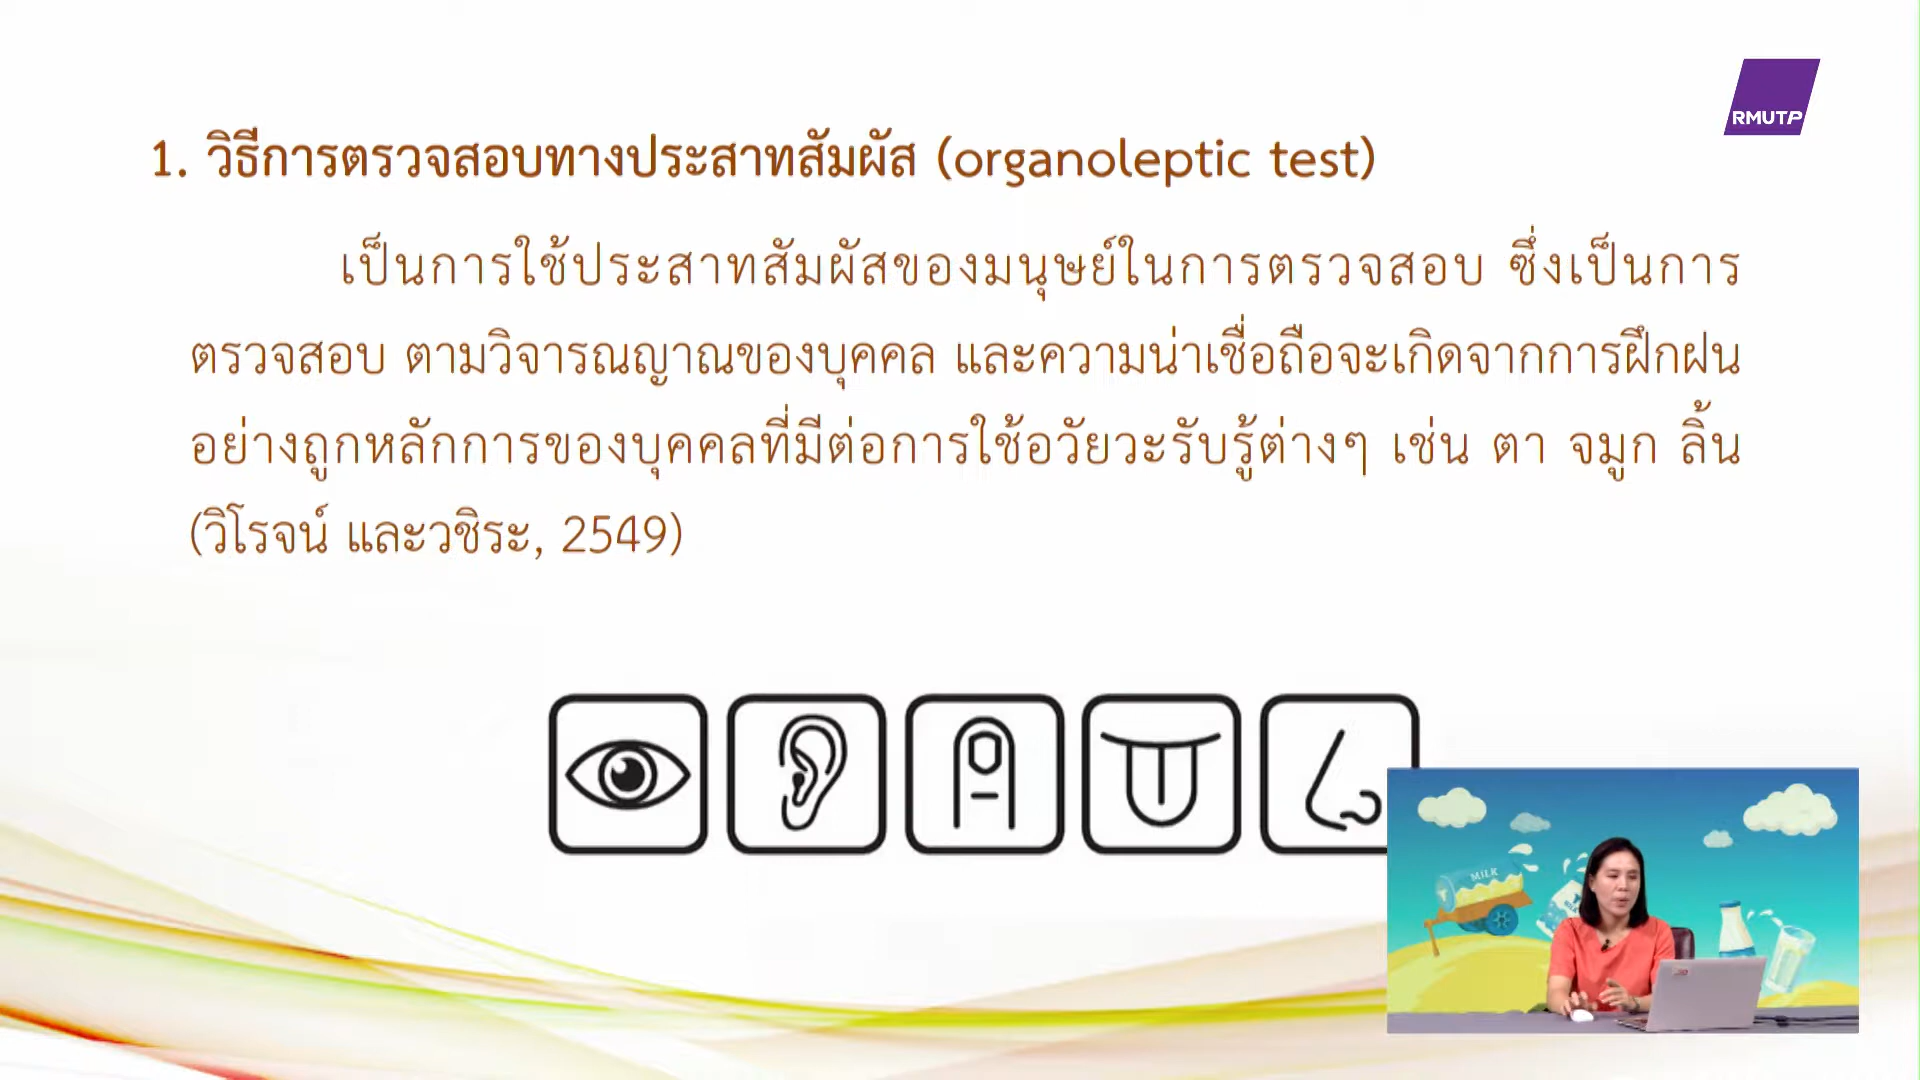 RMUTP
1. วิธีการตรวจสอบทางประสาทสัมผัส (organoleptic test)
เป็นการใช้ประสาทสัมผัสของมนุษย์ในการตรวจสอบ ซึ่งเป็นการ
ตรวจสอบ ตามวิจารณญาณของบุคคล และความน่าเชื่อถือจะเกิดจากการฝึกฝน
อย่างถูกหลักการของบุคคลที่มีต่อการใช้อวัยวะรับรู้ต่างๆ เช่น ตา จมูก ลิ้น
(วิโรจน์ และวชิระ, 2549)
MILK